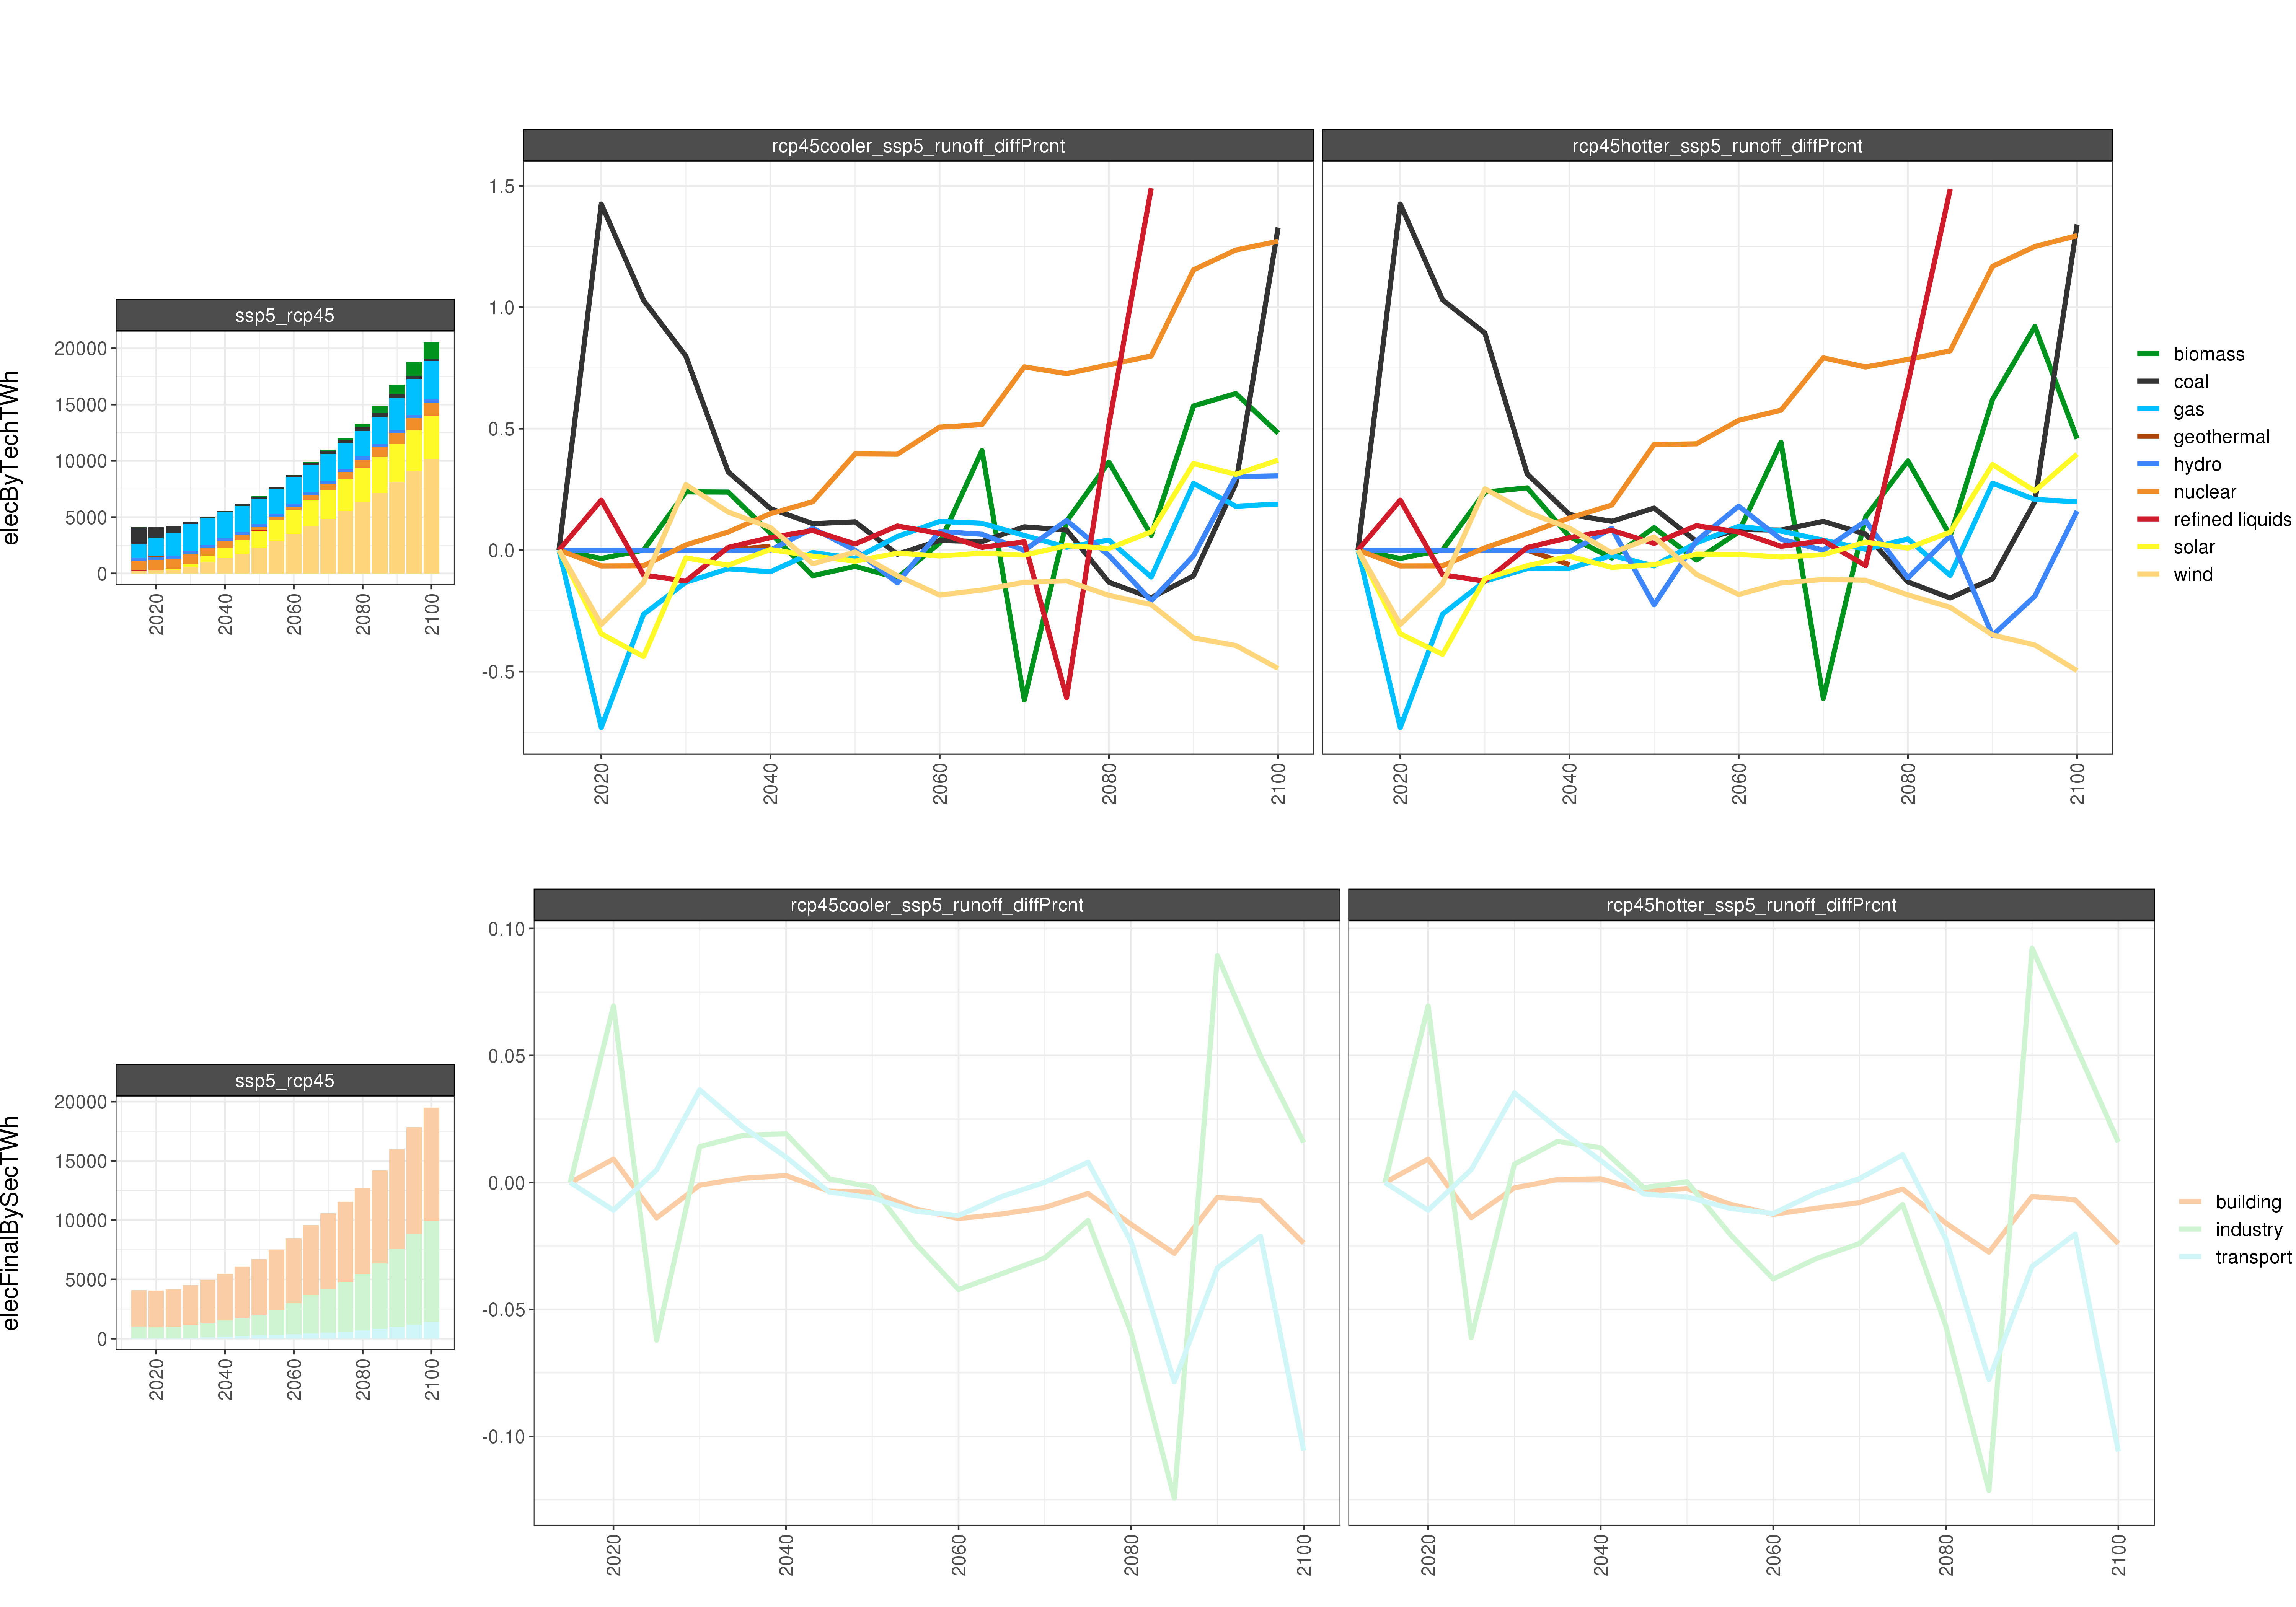 rcp45cooler_ssp5_runoff_diffPrcnt
rcp45hotter_ssp5_runoff_diffPrcnt
1.5
1.0
0.5
0.0
-0.5
2020
2040
2060
2080
2100
2020
2040
2060
2080
2100
elecByTechTWh
ssp5_rcp45
20000
15000
10000
5000
0
2020
2040
2060
2080
2100
biomass
coal
gas
geothermal
hydro
nuclear
refined liquids
solar
wind
rcp45cooler_ssp5_runoff_diffPrcnt
rcp45hotter_ssp5_runoff_diffPrcnt
0.10
0.05
0.00
-0.05
-0.10
2020
2040
2060
2080
2100
2020
2040
2060
2080
2100
elecFinalBySecTWh
ssp5_rcp45
20000
15000
10000
5000
0
2020
2040
2060
2080
2100
building
industry
transport